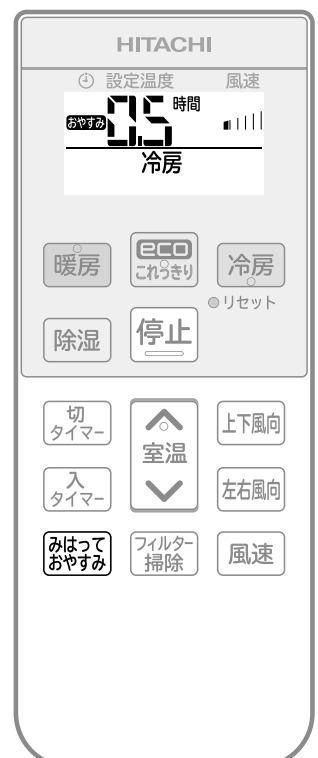 HITACHI
設定温度 風速
おやすみ 0.5 時間
冷房
暖房 eco これっきり 冷房
リセット
除湿 停止
切タイマー 上下風向
室温
入タイマー 左右風向
みはっておやすみ フィルター掃除 風速